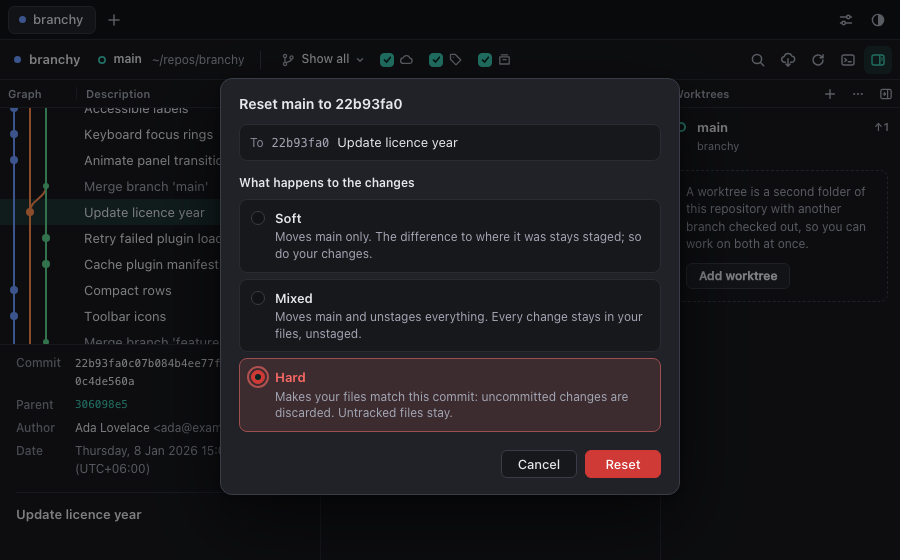 branchy
branchy main ~/repos/branchy Show all
Graph Description
Worktrees
Accessible labels
Keyboard focus rings
Animate panel
Merge branch 'main'
Update licence year
Retry failed plugin
Cache plugin manifest
Compact rows
Toolbar icons
Merge branch
Commit 22b93fa0c07b084b4ee77f
0c4de560a
Parent 306098e5
Author Ada Lovelace
Date Thursday, 8 Jan 2026
(UTC+06:00)
Update licence year
Reset main to 22b93fa0
To 22b93fa0 Update licence year
What happens to the changes
Soft
Moves main only. The difference to where it was stays staged; so
do your changes.
Mixed
Moves main and unstages everything. Every change stays in your
files, unstaged.
Hard
Makes your files match this commit: uncommitted changes are
discarded. Untracked files stay.
Cancel Reset
main ↑1
branchy
A worktree is a second folder of
this repository with another
branch checked out, so you can
work on both at once.
Add worktree